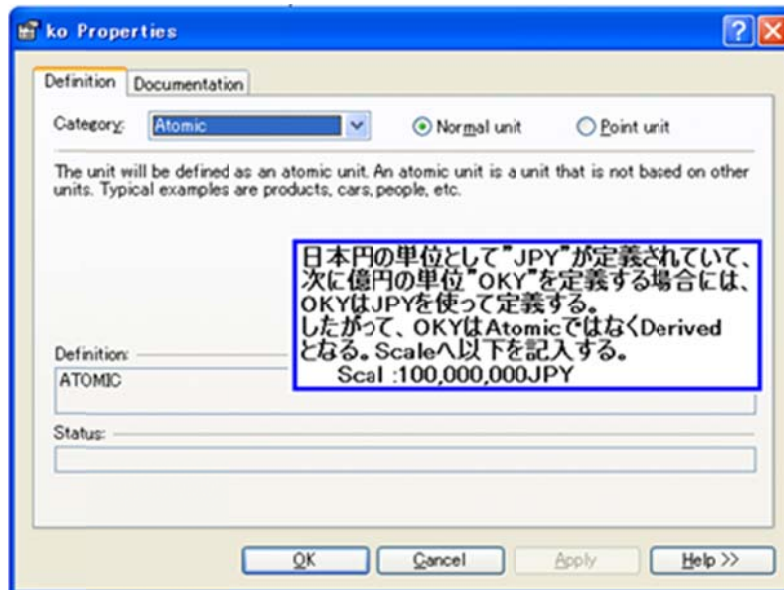 ko Properties
Definition Documentation
Category: Atomic Normal unit Point unit
The unit will be defined as an atomic unit. An atomic unit is a unit that is not based on other
units. Typical examples are products, cars, people, etc.
日本円の単位として"JPY"が定義されていて、
次に億円の単位"OKY"を定義する場合には、
OKYはJPYを使って定義する。
したがって、OKYはAtomicではなくDerived
となる。Scaleへ以下を記入する。
Scal :100,000,000JPY
Definition:
ATOMIC
Status:
OK Cancel Apply Help >>